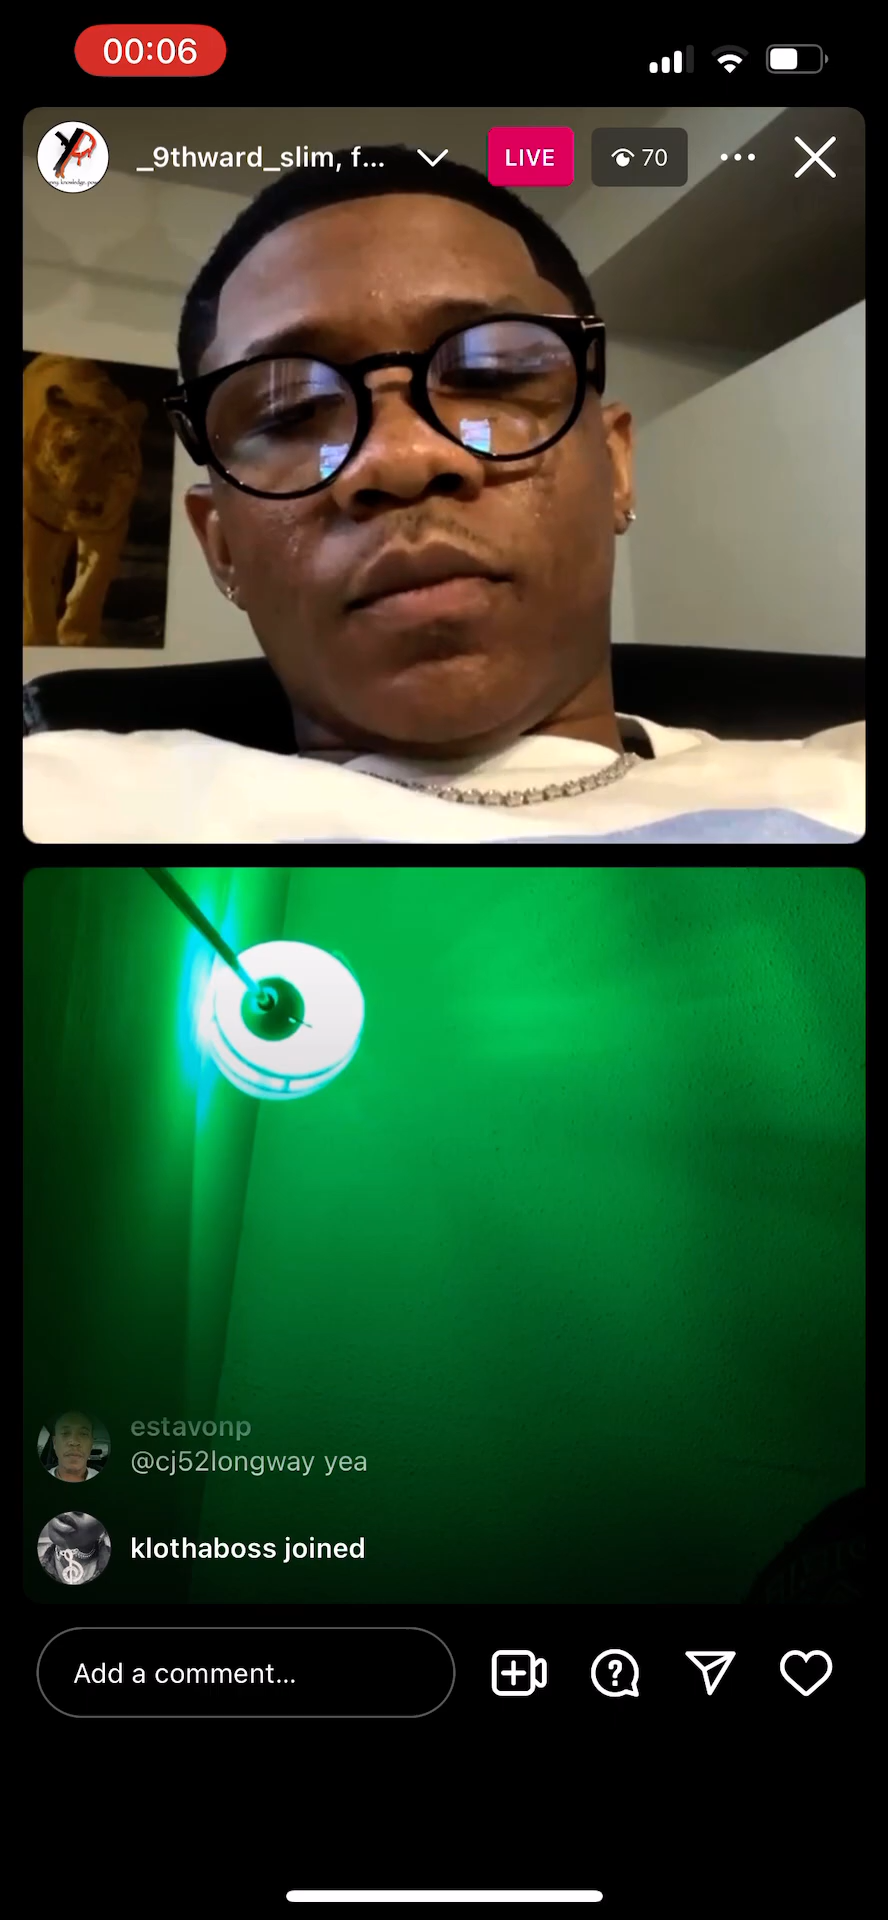 00:06
_9thward_slim, f...
LIVE
70
estavonp
@cj52longway yea
klothaboss joined
Add a comment...